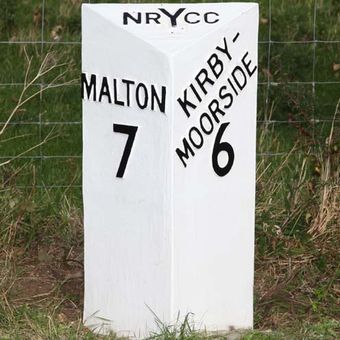 NRYCC
MALTON
7
KIRBY-
MOORSIDE
6